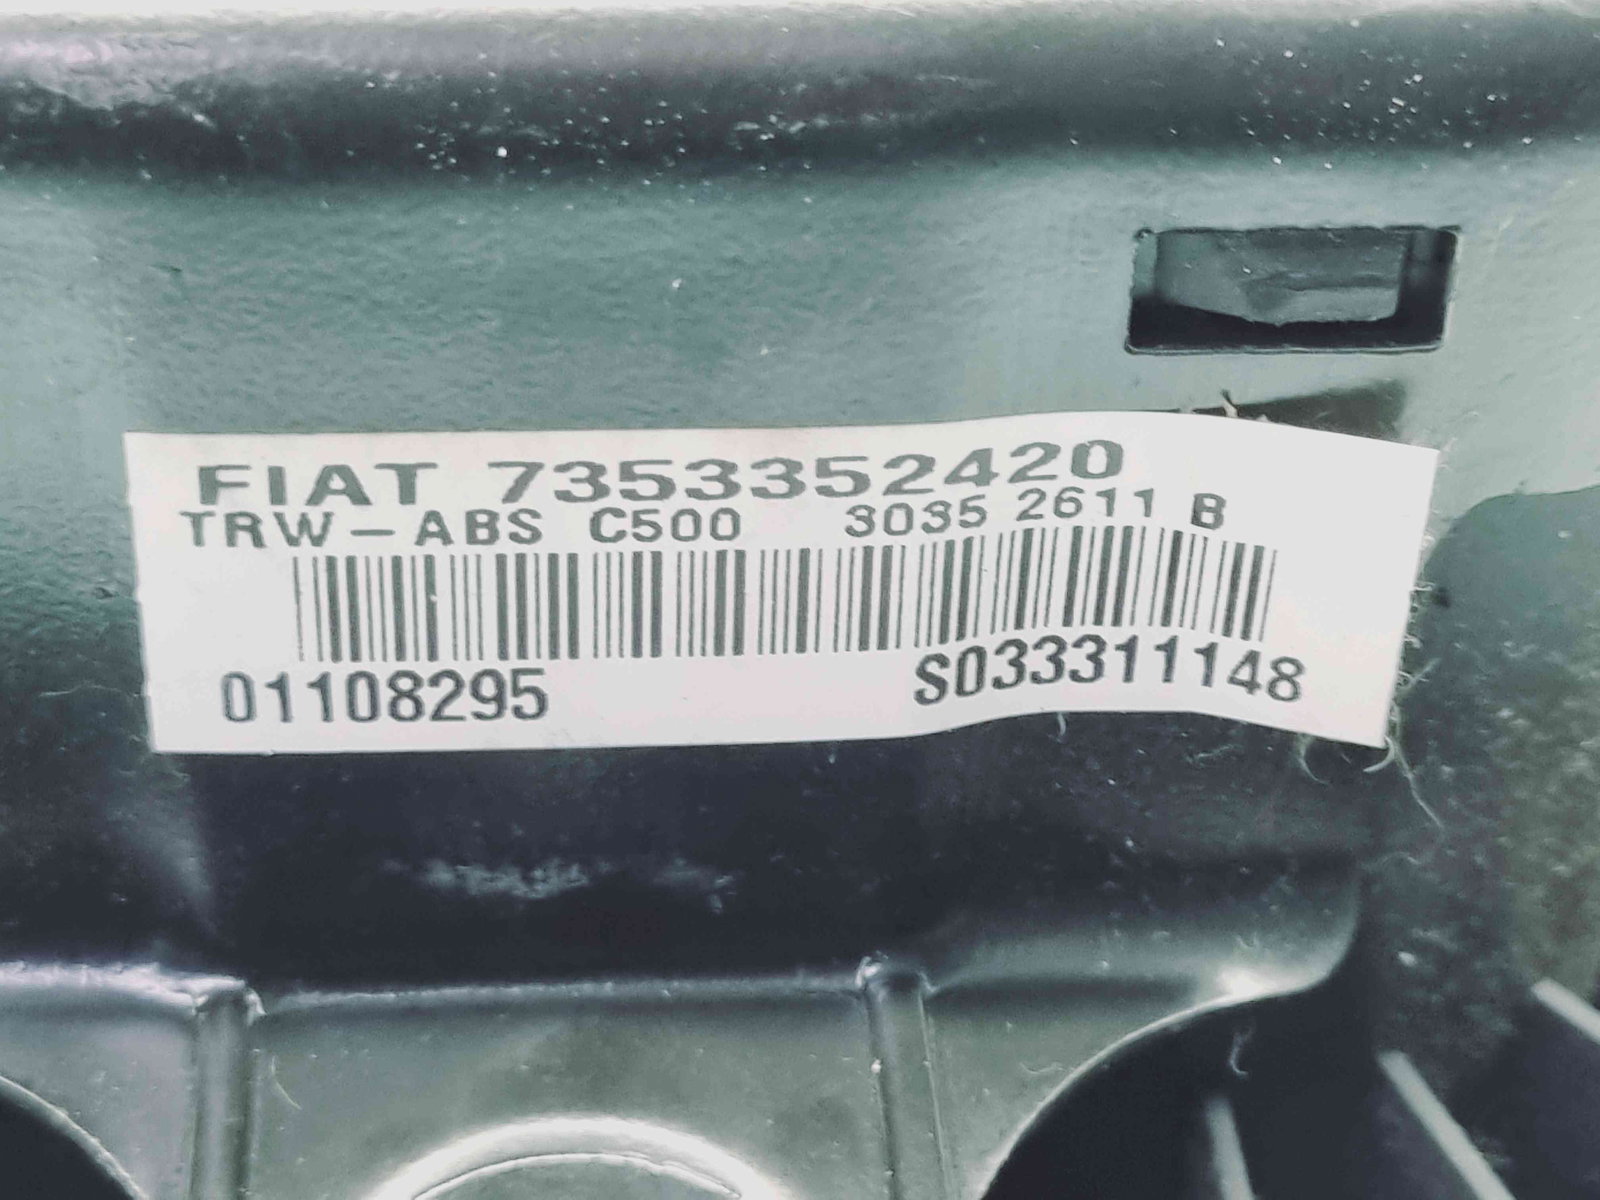 FIAT 7353352420
TRW-ABS C500 3035 2611 B
01108295 S033311148